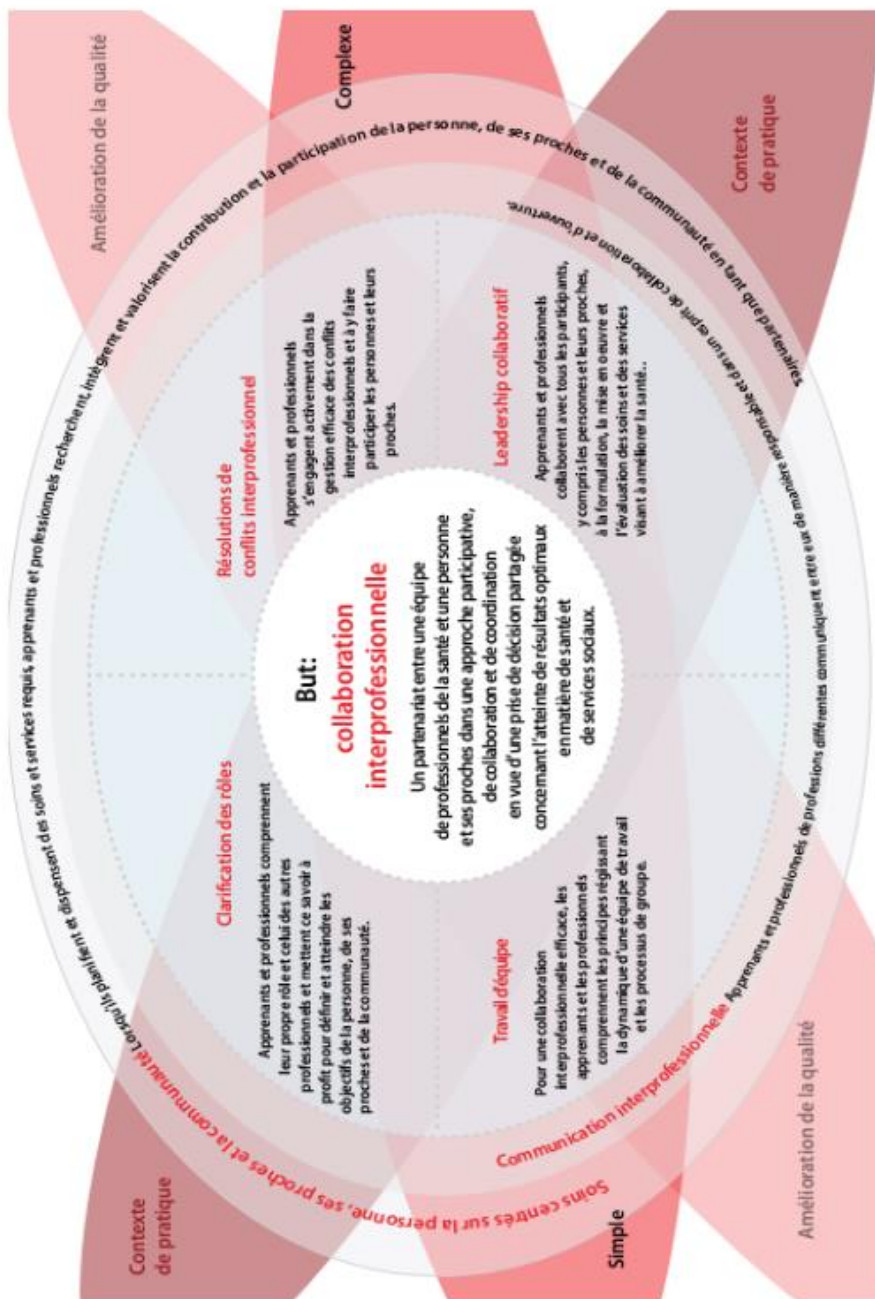 Contexte
de pratique
Amélioration de la qualité
Soins centrés sur la personne, ses, ses proches et la communauté Lorsqu'ils planifient et dispensent des soins et services requis, apprenants et professionnels recherchent, intègrent et valorisent la contribution et la participation de la personne, de ses proches et de la communauté en tant que partenaires
Clarification des rôles
Apprenants et professionnels comprennent
leur propre rôle et celui des autres
professionnels et mettent ce savoir à
profit pour définir et atteindre les
objectifs de la personne, de ses
proches et de la communauté.
Résolutions de
conflits interprofessionnel
Apprenants et professionnels
s'engagent activement dans la
gestion efficace des conflits
interprofessionnels et à y faire
participer les personnes et leurs
proches.
But:
collaboration
interprofessionnelle
Un partenariat entre une équipe
de professionnels de la santé et une personne
et ses proches dans une approche participative,
de collaboration et de coordination
en vue d'une prise de décision partagée
concernant l'atteinte de résultats optimaux
en matière de santé et
de services sociaux.
Simple
Complexe
Travail d'équipe
Pour une collaboration
interprofessionnelle efficace, les
apprenants et les professionnels
comprennent les principes régissant
la dynamique d'une équipe de travail
et les processus de groupe.
Leadership collaboratif
Apprenants et professionnels
collaborent avec tous les participants,
y compris les personnes et leurs proches,
à la formulation, la mise en oeuvre et
l'évaluation des soins et des services
visant à améliorer la santé..
Communication interprofessionnelle Apprenants et professionnels de professions différentes communiquent entre eux de manière responsable et dans un esprit de collaboration et d'ouverture.
Amélioration de la qualité
Contexte
de pratique